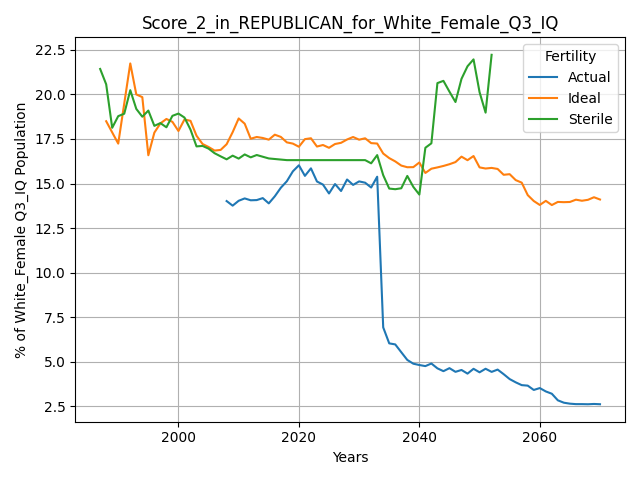 Score_2_in_REPUBLICAN_for_White_Female_Q3_IQ
Fertility
Actual
Ideal
Sterile
% of White_Female Q3_IQ Population
22.5
20.0
17.5
15.0
12.5
10.0
7.5
5.0
2.5
2000
2020
2040
2060
Years